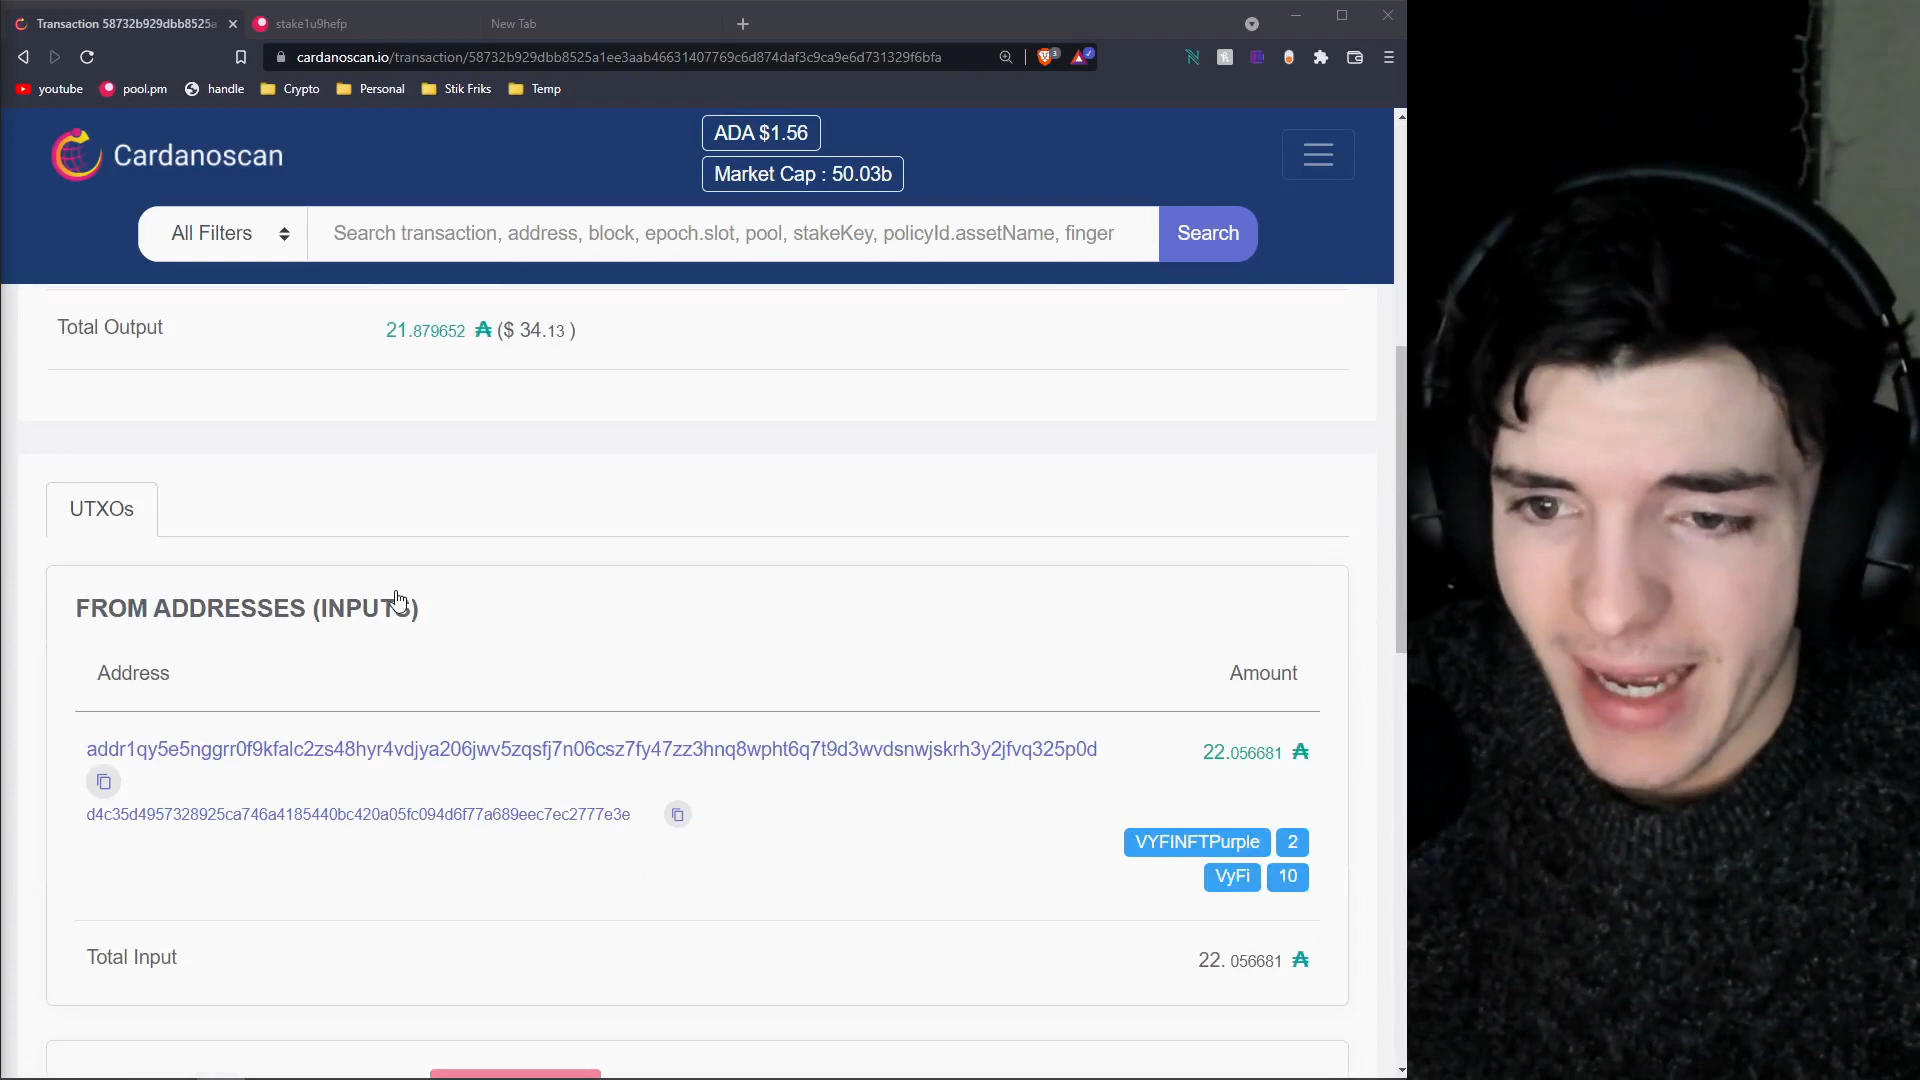 Transaction 58732b929dbb8525a
stake1u9hefp
New Tab
cardanoscan.io/transaction/58732b929dbb8525a1ee3aab46631407769c6d874daf3c9ca9e6d731329f6bfa
3
youtube
pool.pm
handle
Crypto
Personal
Stik Friks
Temp
Cardanoscan
ADA $1.56
Market Cap : 50.03b
All Filters
Search transaction, address, block, epoch.slot, pool, stakeKey, policyId.assetName, finger
Search
Total Output
21.879652 ₳ ($ 34.13 )
UTXOs
FROM ADDRESSES (INPUTS)
Address
Amount
addr1qy5e5nggrr0f9kfalc2zs48hyr4vdjya206jwv5zqsfj7n06csz7fy47zz3hnq8wpht6q7t9d3wvdsnwjskrh3y2jfvq325p0d
22.056681 ₳
d4c35d4957328925ca746a4185440bc420a05fc094d6f77a689eec7ec2777e3e
VYFINFTPurple 2
VyFi 10
Total Input
22. 056681 ₳